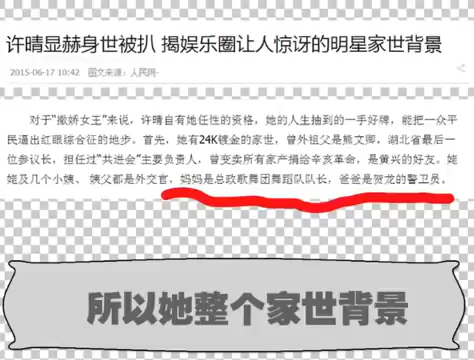 许晴显赫身世被扒 揭娱乐圈让人惊讶的明星家世背景
2015-06-17 10:42 图文来源：人民网
对于“撒娇女王”来说，许晴自有她任性的资格，她的人生抽到的一手好牌，能把一众平
民逼出红眼综合征的地步。首先，她有24K镀金的家世，曾外祖父是熊文卿，湖北省最后一
位参议长，担任过“共进会”主要负责人，曾变卖所有家产捐给辛亥革命，是黄兴的好友。姥
姥及几个小姨、姨父都是外交官，妈妈是总政歌舞团舞蹈队队长，爸爸是贺龙的警卫员。
所以她整个家世背景